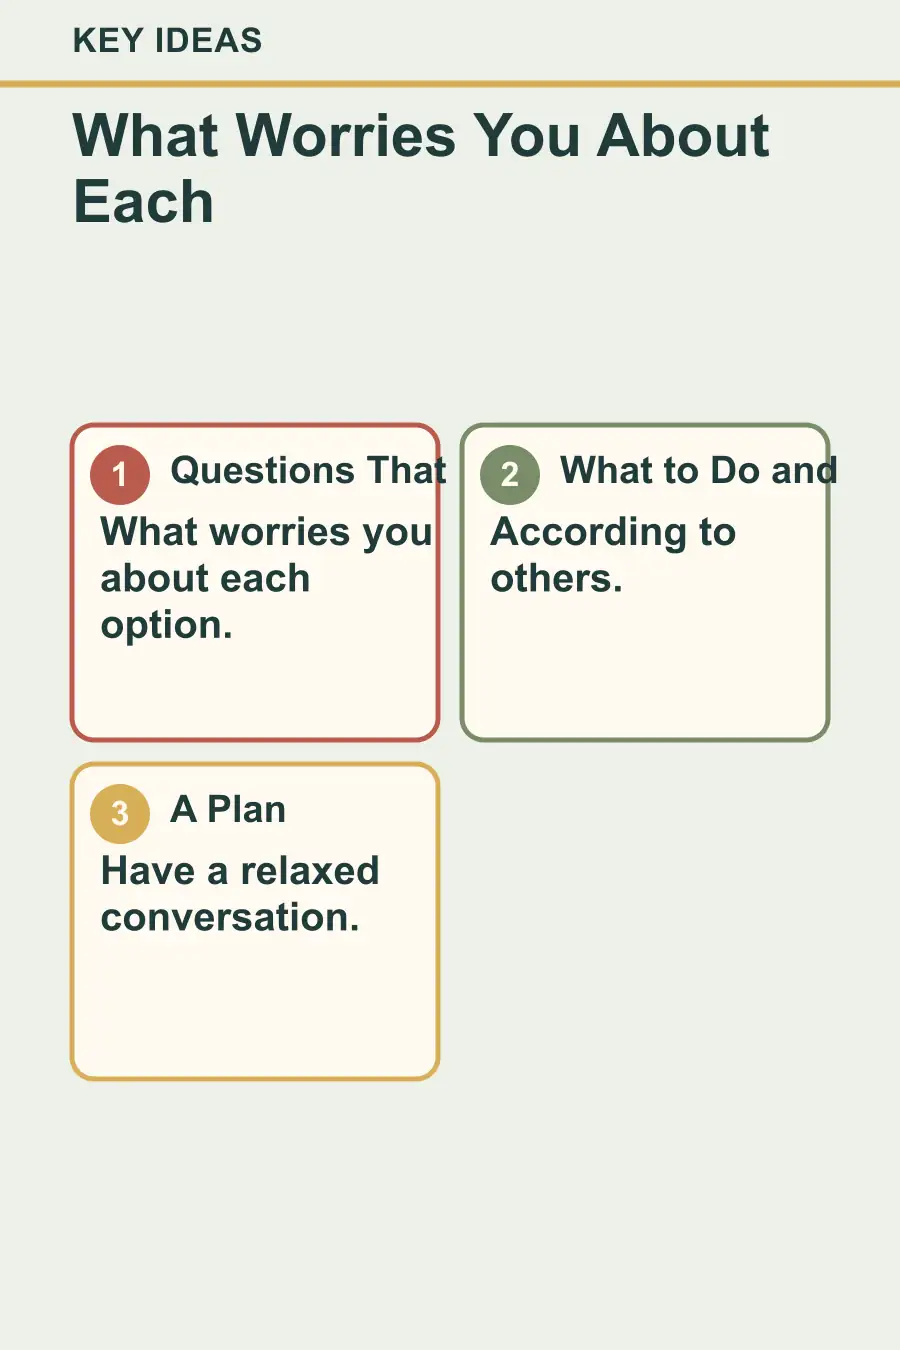 KEY IDEAS
What Worries You About
Each
1 Questions That
What worries you
about each
option.
2 What to Do and
According to
others.
3 A Plan
Have a relaxed
conversation.